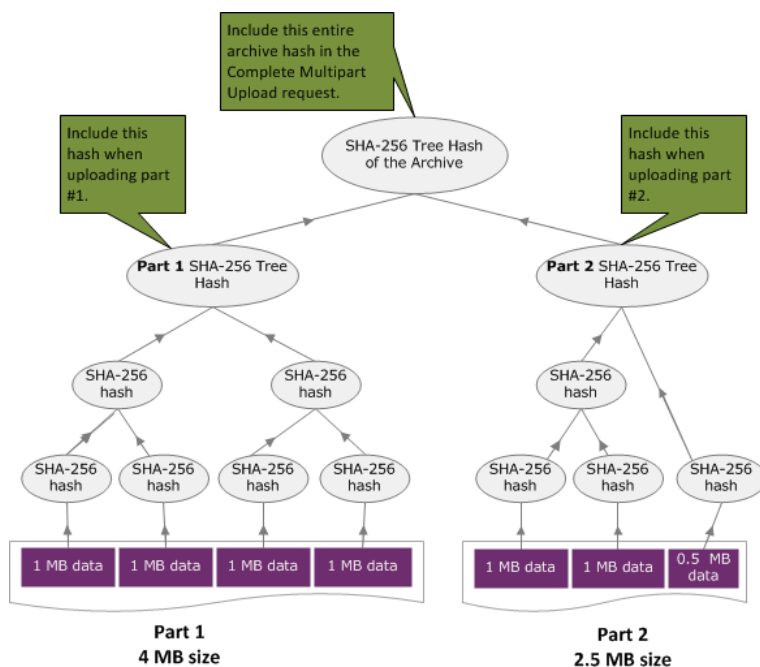 Include this entire
archive hash in the
Complete Multipart
Upload request.
Include this
hash when
uploading part
#1.
Include this
hash when
uploading part
#2.
SHA-256 Tree Hash
of the Archive
Part 1 SHA-256 Tree
Hash
Part 2 SHA-256 Tree
Hash
SHA-256
hash
SHA-256
hash
SHA-256
hash
SHA-256
hash
SHA-256
hash
SHA-256
hash
SHA-256
hash
SHA-256
hash
SHA-256
hash
SHA-256
hash
1 MB data
1 MB data
1 MB data
1 MB data
1 MB data
1 MB data
0.5 MB
data
Part 1
4 MB size
Part 2
2.5 MB size